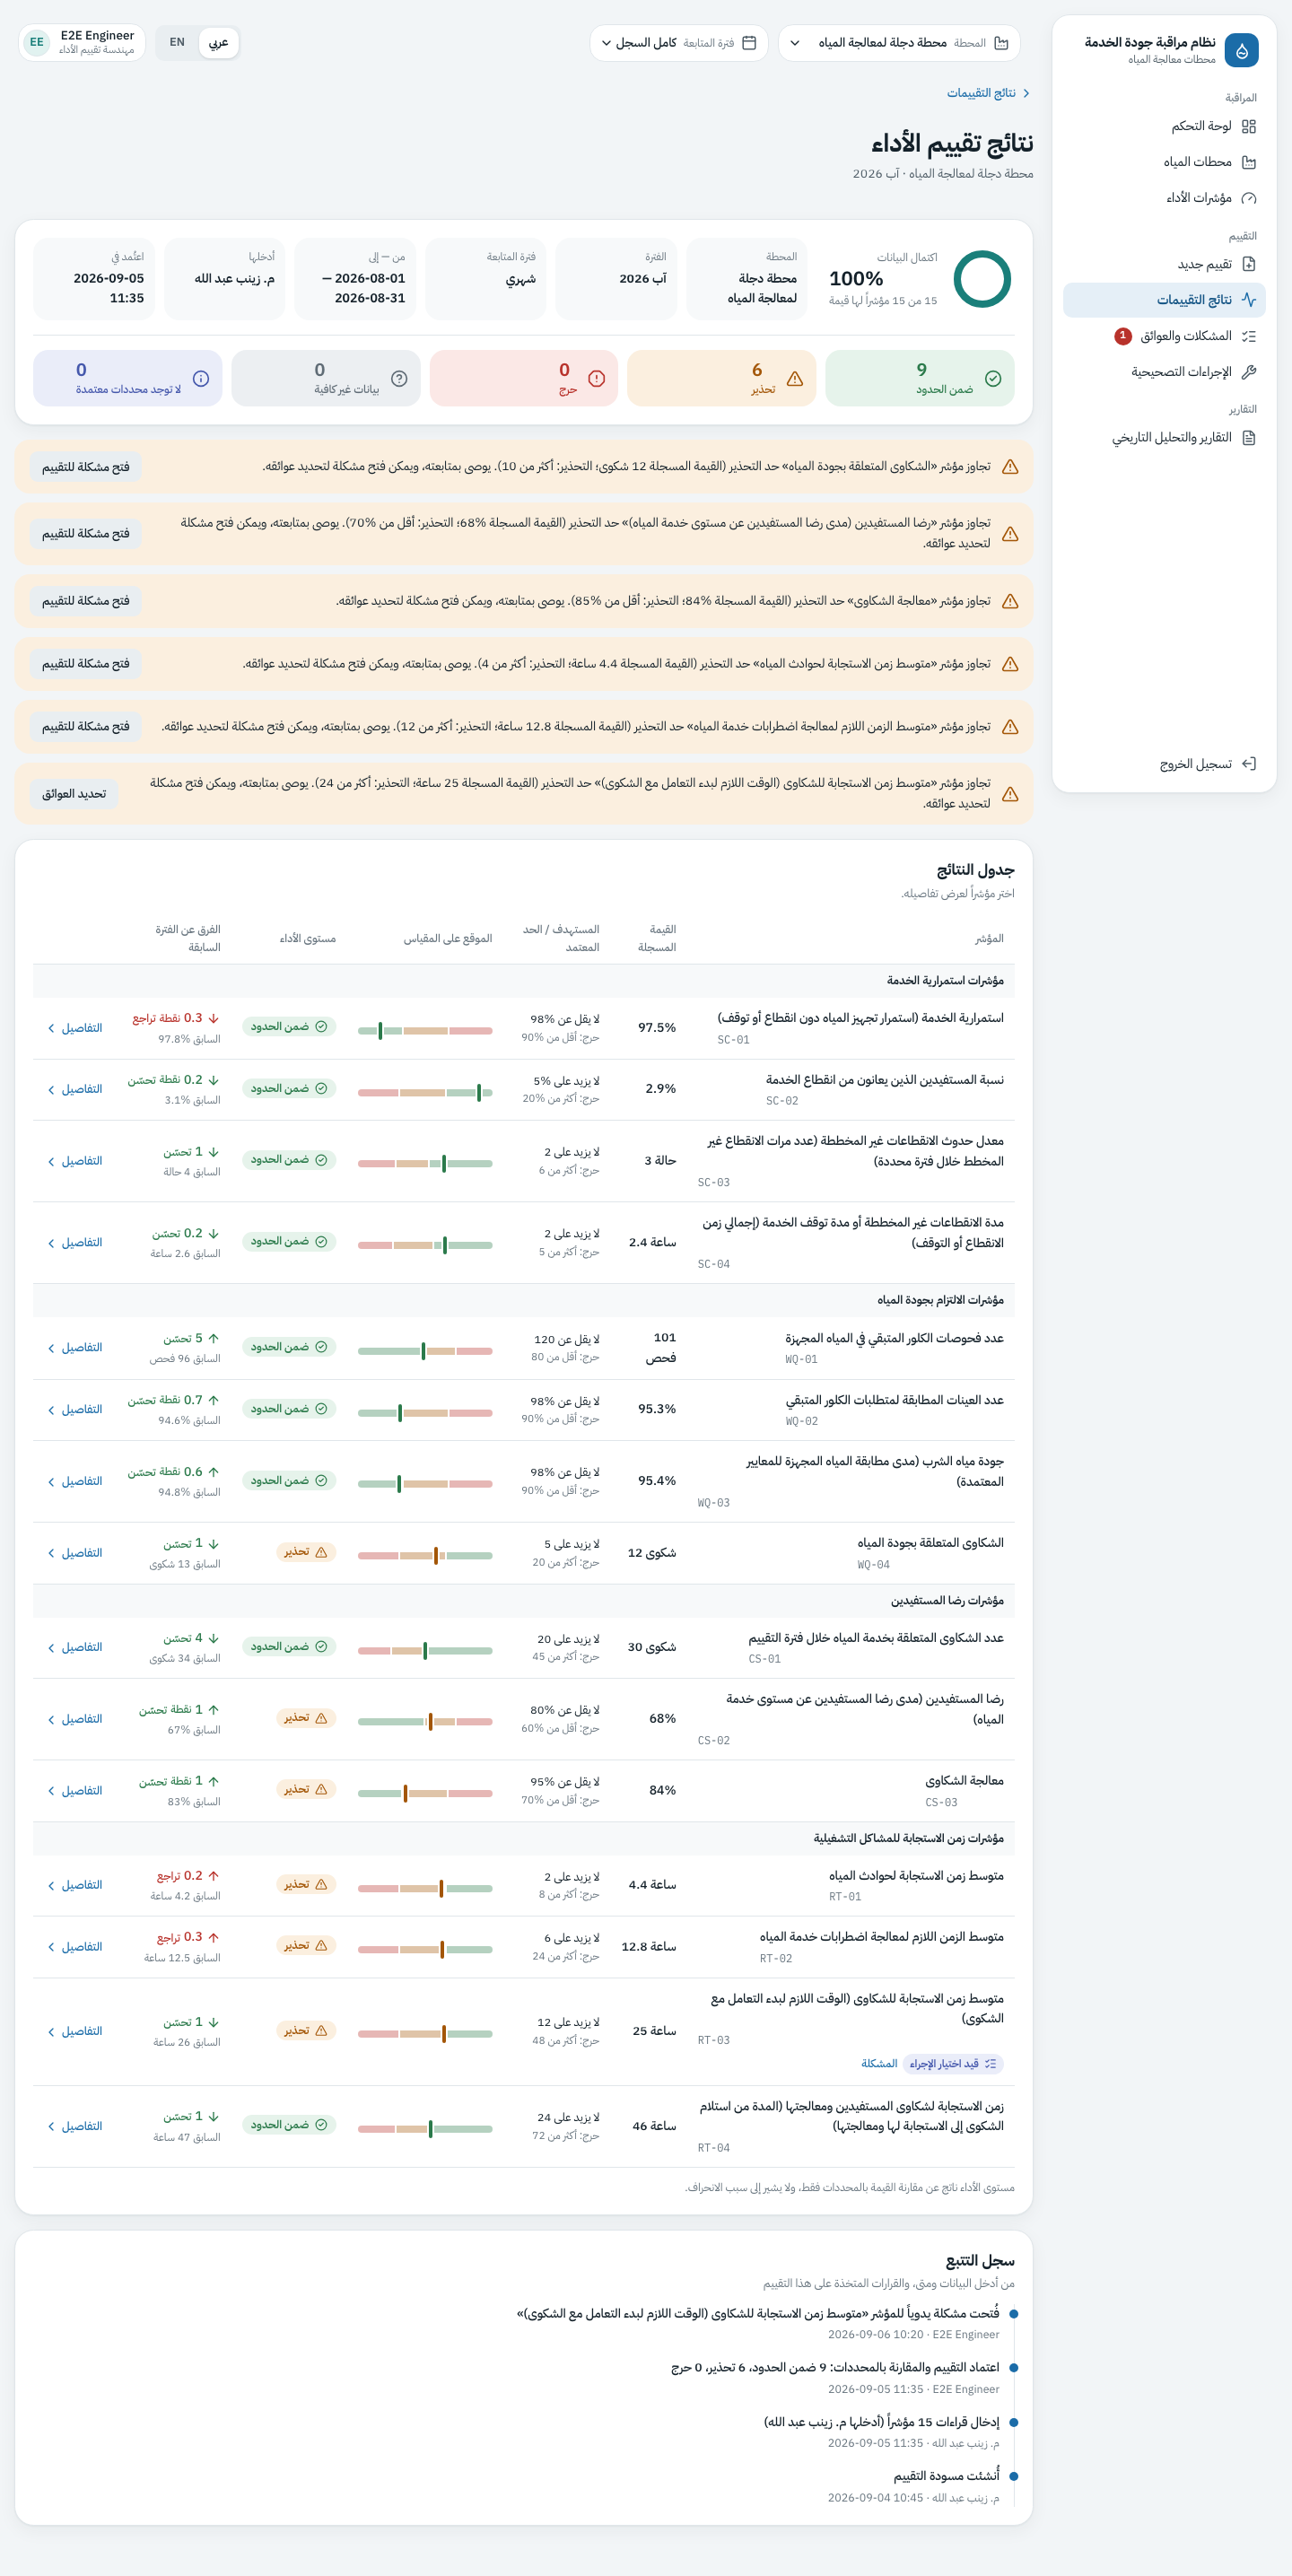 نظام مراقبة جودة الخدمة
محطات معالجة المياه
المراقبة
لوحة التحكم
محطات المياه
مؤشرات الأداء
التقييم
تقييم جديد
نتائج التقييمات
المشكلات والعوائق 1
الإجراءات التصحيحية
التقارير
التقارير والتحليل التاريخي
تسجيل الخروج
المحطة محطة دجلة لمعالجة المياه
فترة المتابعة كامل السجل
عربي EN
E2E Engineer
مهندسة تقييم الأداء
EE
نتائج التقييمات
نتائج تقييم الأداء
محطة دجلة لمعالجة المياه · آب 2026
اكتمال البيانات
100%
15 من 15 مؤشراً لها قيمة
المحطة
محطة دجلة
لمعالجة المياه
الفترة
آب 2026
فترة المتابعة
شهري
من — إلى
2026-08-01 —
2026-08-31
أدخلها
م. زينب عبد الله
اعتُمد في
2026-09-05
11:35
9
ضمن الحدود
6
تحذير
0
حرج
0
بيانات غير كافية
0
لا توجد محددات معتمدة
تجاوز مؤشر «الشكاوى المتعلقة بجودة المياه» حد التحذير (القيمة المسجلة 12 شكوى؛ التحذير: أكثر من 10). يوصى بمتابعته، ويمكن فتح مشكلة لتحديد عوائقه.
فتح مشكلة للتقييم
تجاوز مؤشر «رضا المستفيدين (مدى رضا المستفيدين عن مستوى خدمة المياه)» حد التحذير (القيمة المسجلة 68%؛ التحذير: أقل من 70%). يوصى بمتابعته، ويمكن فتح مشكلة
لتحديد عوائقه.
فتح مشكلة للتقييم
تجاوز مؤشر «معالجة الشكاوى» حد التحذير (القيمة المسجلة 84%؛ التحذير: أقل من 85%). يوصى بمتابعته، ويمكن فتح مشكلة لتحديد عوائقه.
فتح مشكلة للتقييم
تجاوز مؤشر «متوسط زمن الاستجابة لحوادث المياه» حد التحذير (القيمة المسجلة 4.4 ساعة؛ التحذير: أكثر من 4). يوصى بمتابعته، ويمكن فتح مشكلة لتحديد عوائقه.
فتح مشكلة للتقييم
تجاوز مؤشر «متوسط الزمن اللازم لمعالجة اضطرابات خدمة المياه» حد التحذير (القيمة المسجلة 12.8 ساعة؛ التحذير: أكثر من 12). يوصى بمتابعته، ويمكن فتح مشكلة لتحديد عوائقه.
فتح مشكلة للتقييم
تجاوز مؤشر «متوسط زمن الاستجابة للشكاوى (الوقت اللازم لبدء التعامل مع الشكوى)» حد التحذير (القيمة المسجلة 25 ساعة؛ التحذير: أكثر من 24). يوصى بمتابعته، ويمكن فتح مشكلة
لتحديد عوائقه.
تحديد العوائق
جدول النتائج
اختر مؤشراً لعرض تفاصيله.
المؤشر
القيمة
المسجلة
المستهدف / الحد
المعتمد
الموقع على المقياس
مستوى الأداء
الفرق عن الفترة
السابقة
مؤشرات استمرارية الخدمة
استمرارية الخدمة (استمرار تجهيز المياه دون انقطاع أو توقف)
SC-01
97.5%
لا يقل عن 98%
حرج: أقل من 90%
ضمن الحدود
0.3 نقطة تراجع
السابق 97.8%
التفاصيل
نسبة المستفيدين الذين يعانون من انقطاع الخدمة
SC-02
2.9%
لا يزيد على 5%
حرج: أكثر من 20%
ضمن الحدود
0.2 نقطة تحسّن
السابق 3.1%
التفاصيل
معدل حدوث الانقطاعات غير المخططة (عدد مرات الانقطاع غير
المخطط خلال فترة محددة)
SC-03
3 حالة
لا يزيد على 2
حرج: أكثر من 6
ضمن الحدود
1 تحسّن
السابق 4 حالة
التفاصيل
مدة الانقطاعات غير المخططة أو مدة توقف الخدمة (إجمالي زمن
الانقطاع أو التوقف)
SC-04
2.4 ساعة
لا يزيد على 2
حرج: أكثر من 5
ضمن الحدود
0.2 تحسّن
السابق 2.6 ساعة
التفاصيل
مؤشرات الالتزام بجودة المياه
عدد فحوصات الكلور المتبقي في المياه المجهزة
WQ-01
101
فحص
لا يقل عن 120
حرج: أقل من 80
ضمن الحدود
5 تحسّن
السابق 96 فحص
التفاصيل
عدد العينات المطابقة لمتطلبات الكلور المتبقي
WQ-02
95.3%
لا يقل عن 98%
حرج: أقل من 90%
ضمن الحدود
0.7 نقطة تحسّن
السابق 94.6%
التفاصيل
جودة مياه الشرب (مدى مطابقة المياه المجهزة للمعايير
المعتمدة)
WQ-03
95.4%
لا يقل عن 98%
حرج: أقل من 90%
ضمن الحدود
0.6 نقطة تحسّن
السابق 94.8%
التفاصيل
الشكاوى المتعلقة بجودة المياه
WQ-04
12 شكوى
لا يزيد على 5
حرج: أكثر من 20
تحذير
1 تحسّن
السابق 13 شكوى
التفاصيل
مؤشرات رضا المستفيدين
عدد الشكاوى المتعلقة بخدمة المياه خلال فترة التقييم
CS-01
30 شكوى
لا يزيد على 20
حرج: أكثر من 45
ضمن الحدود
4 تحسّن
السابق 34 شكوى
التفاصيل
رضا المستفيدين (مدى رضا المستفيدين عن مستوى خدمة
المياه)
CS-02
68%
لا يقل عن 80%
حرج: أقل من 60%
تحذير
1 نقطة تحسّن
السابق 67%
التفاصيل
معالجة الشكاوى
CS-03
84%
لا يقل عن 95%
حرج: أقل من 70%
تحذير
1 نقطة تحسّن
السابق 83%
التفاصيل
مؤشرات زمن الاستجابة للمشاكل التشغيلية
متوسط زمن الاستجابة لحوادث المياه
RT-01
4.4 ساعة
لا يزيد على 2
حرج: أكثر من 8
تحذير
0.2 تراجع
السابق 4.2 ساعة
التفاصيل
متوسط الزمن اللازم لمعالجة اضطرابات خدمة المياه
RT-02
12.8 ساعة
لا يزيد على 6
حرج: أكثر من 24
تحذير
0.3 تراجع
السابق 12.5 ساعة
التفاصيل
متوسط زمن الاستجابة للشكاوى (الوقت اللازم لبدء التعامل مع
الشكوى)
RT-03
قيد اختيار الإجراء المشكلة
25 ساعة
لا يزيد على 12
حرج: أكثر من 48
تحذير
1 تحسّن
السابق 26 ساعة
التفاصيل
زمن الاستجابة لشكاوى المستفيدين ومعالجتها (المدة من استلام
الشكوى إلى الاستجابة لها ومعالجتها)
RT-04
46 ساعة
لا يزيد على 24
حرج: أكثر من 72
ضمن الحدود
1 تحسّن
السابق 47 ساعة
التفاصيل
مستوى الأداء ناتج عن مقارنة القيمة بالمحددات فقط، ولا يشير إلى سبب الانحراف.
سجل التتبع
من أدخل البيانات ومتى، والقرارات المتخذة على هذا التقييم
فُتحت مشكلة يدوياً للمؤشر «متوسط زمن الاستجابة للشكاوى (الوقت اللازم لبدء التعامل مع الشكوى)»
2026-09-06 10:20 · E2E Engineer
اعتماد التقييم والمقارنة بالمحددات: 9 ضمن الحدود، 6 تحذير، 0 حرج
2026-09-05 11:35 · E2E Engineer
إدخال قراءات 15 مؤشراً (أدخلها م. زينب عبد الله)
م. زينب عبد الله · 2026-09-05 11:35
أُنشئت مسودة التقييم
م. زينب عبد الله · 2026-09-04 10:45